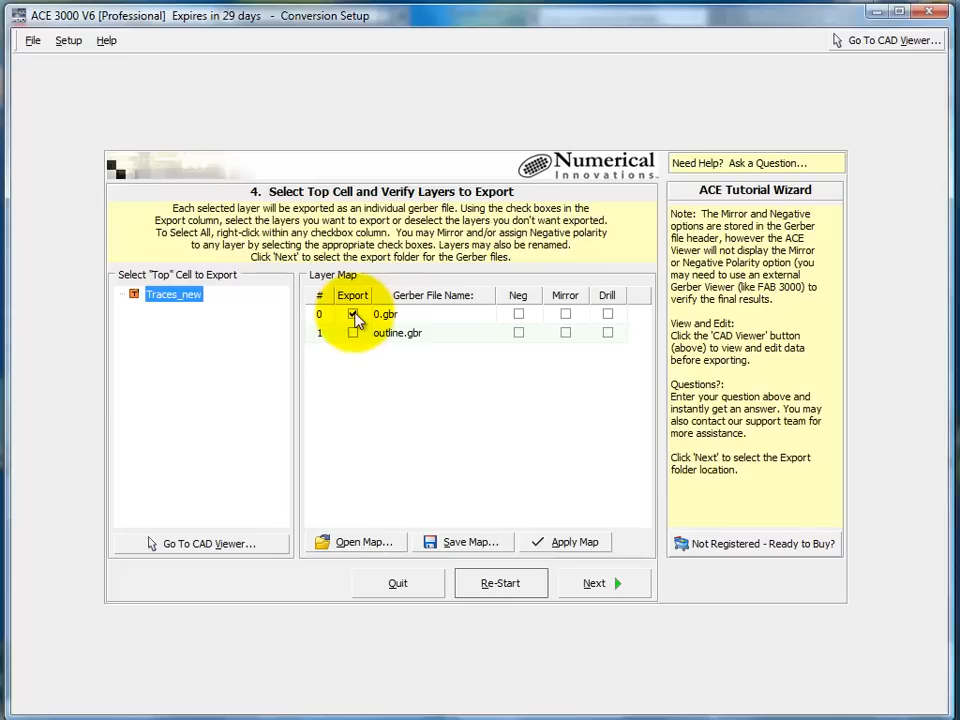 ACE 3000 V6 [Professional] Expires in 29 days - Conversion Setup
File Setup Help
Go To CAD Viewer...
Numerical
Innovations
Need Help? Ask a Question...
4. Select Top Cell and Verify Layers to Export
Each selected layer will be exported as an individual gerber file. Using the check boxes in the
Export column, select the layers you want to export or deselect the layers you don't want exported.
To Select All, right-click within any checkbox column. You may Mirror and/or assign Negative polarity
to any layer by selecting the appropriate check boxes. Layers may also be renamed.
Click 'Next' to select the export folder for the Gerber files.
Select "Top" Cell to Export
T Traces_new
Go To CAD Viewer...
Layer Map
# Export Gerber File Name: Neg Mirror Drill
0 0.gbr
1 outline.gbr
Open Map... Save Map... Apply Map
Quit Re-Start Next
ACE Tutorial Wizard
Note: The Mirror and Negative
options are stored in the Gerber
file header, however the ACE
Viewer will not display the Mirror
or Negative Polarity option (you
may need to use an external
Gerber Viewer (like FAB 3000) to
verify the final results.
View and Edit:
Click the 'CAD Viewer' button
(above) to view and edit data
before exporting.
Questions?:
Enter your question above and
instantly get an answer. You may
also contact our support team for
more assistance.
Click 'Next' to select the Export
folder location.
Not Registered - Ready to Buy?